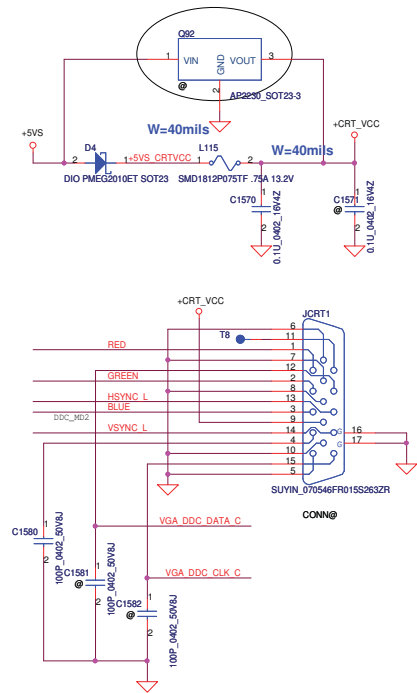 Q92
1 VIN VOUT 3
GND
2
@
AP2230_SOT23-3
+5VS
W=40mils
+CRT_VCC
D4
L115
W=40mils
2 1 +5VS_CRTVCC 1 2
DIO PMEG2010ET SOT23 SMD1812P075TF .75A 13.2V
1
C1570
2
0.1U_0402_16V4Z
1
C1571
@
2
0.1U_0402_16V4Z
+CRT_VCC
JCRT1
6
T8 11
RED 1
7
12
GREEN 2
8
HSYNC_L 13
BLUE 3
DDC_MD2 9
VSYNC_L 14 G 16
4 G 17
10
15
5
SUYIN_070546FR015S263ZR
CONN@
C1580
1
2
100P_0402_50V8J
VGA_DDC_DATA_C
C1581
@
1
2
100P_0402_50V8J
VGA_DDC_CLK_C
C1582
@
1
2
100P_0402_50V8J